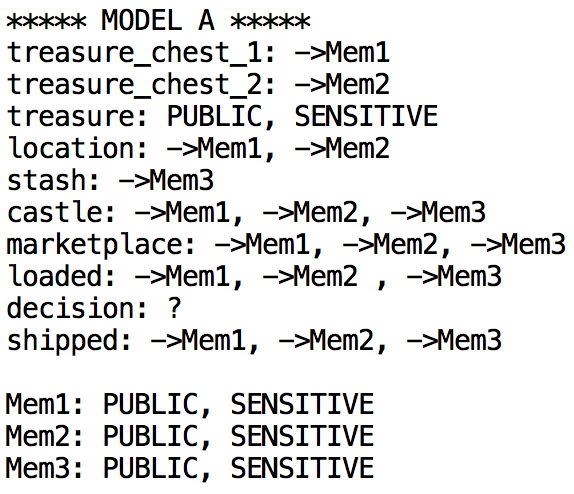 ***** MODEL A *****
treasure_chest_1: ->Mem1
treasure_chest_2: ->Mem2
treasure: PUBLIC, SENSITIVE
location: ->Mem1, ->Mem2
stash: ->Mem3
castle: ->Mem1, ->Mem2, ->Mem3
marketplace: ->Mem1, ->Mem2, ->Mem3
loaded: ->Mem1, ->Mem2 , ->Mem3
decision: ?
shipped: ->Mem1, ->Mem2, ->Mem3
Mem1: PUBLIC, SENSITIVE
Mem2: PUBLIC, SENSITIVE
Mem3: PUBLIC, SENSITIVE